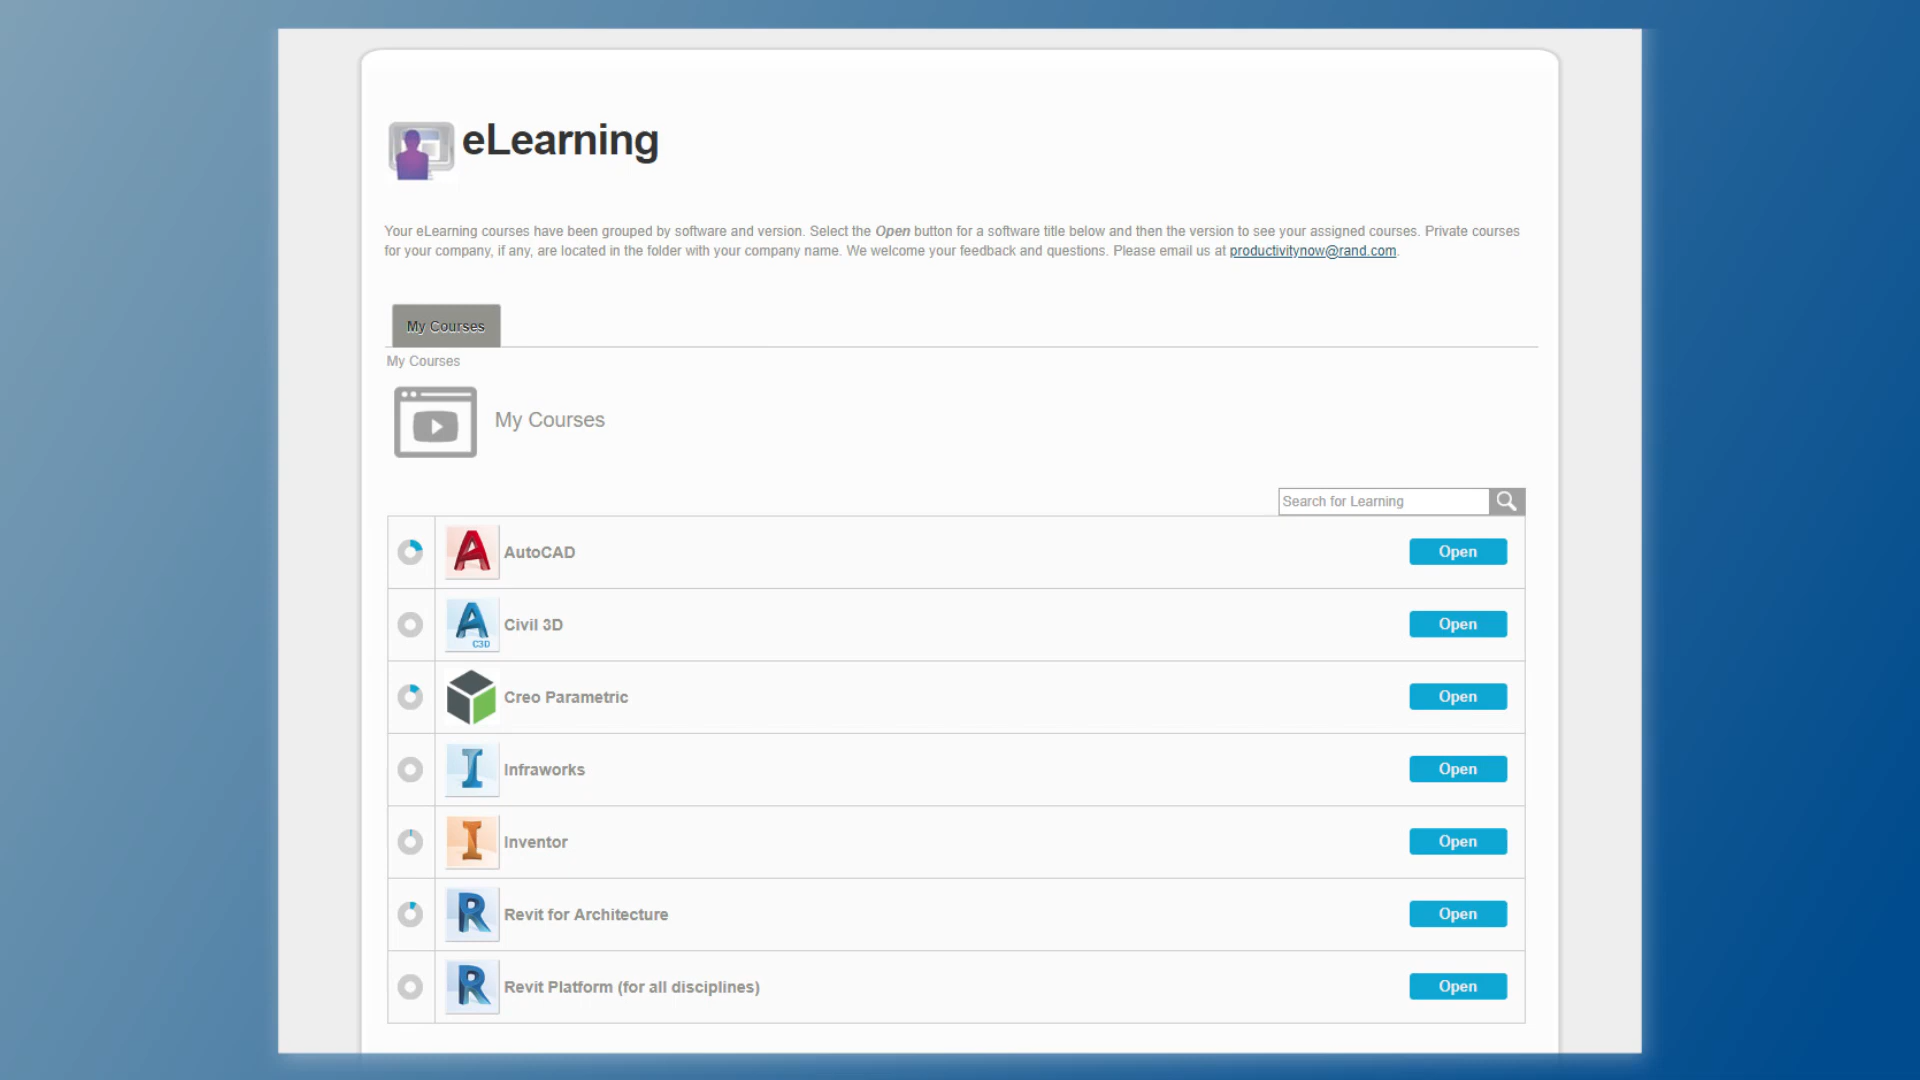 eLearning
Your eLearning courses have been grouped by software and version. Select the Open button for a software title below and then the version to see your assigned courses. Private courses
for your company, if any, are located in the folder with your company name. We welcome your feedback and questions. Please email us at productivitynow@rand.com.
My Courses
My Courses
My Courses
Search for Learning
AutoCAD Open
C3D Civil 3D Open
Creo Parametric Open
Infraworks Open
Inventor Open
Revit for Architecture Open
Revit Platform (for all disciplines) Open